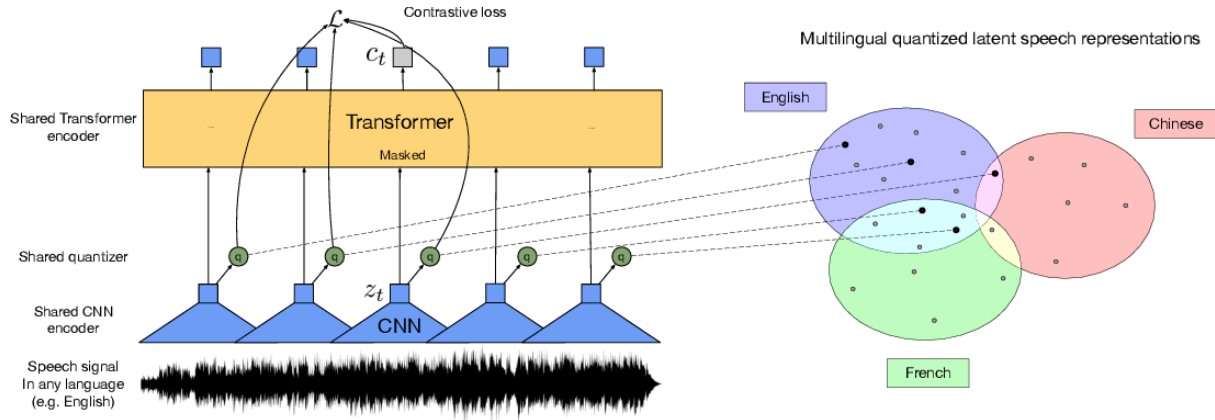 Contrastive loss
ℒ
c_t
Multilingual quantized latent speech representations
English
Chinese
Shared Transformer
encoder
Transformer
...
...
Masked
Shared quantizer
q
q
q
q
q
z_t
Shared CNN
encoder
CNN
Speech signal
In any language
(e.g. English)
French